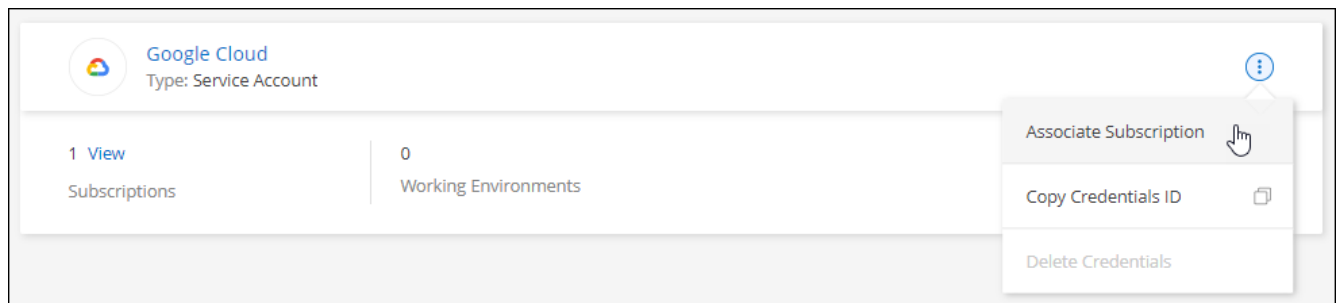 Google Cloud
Type: Service Account
1 View
Subscriptions
0
Working Environments
Associate Subscription
Copy Credentials ID
Delete Credentials